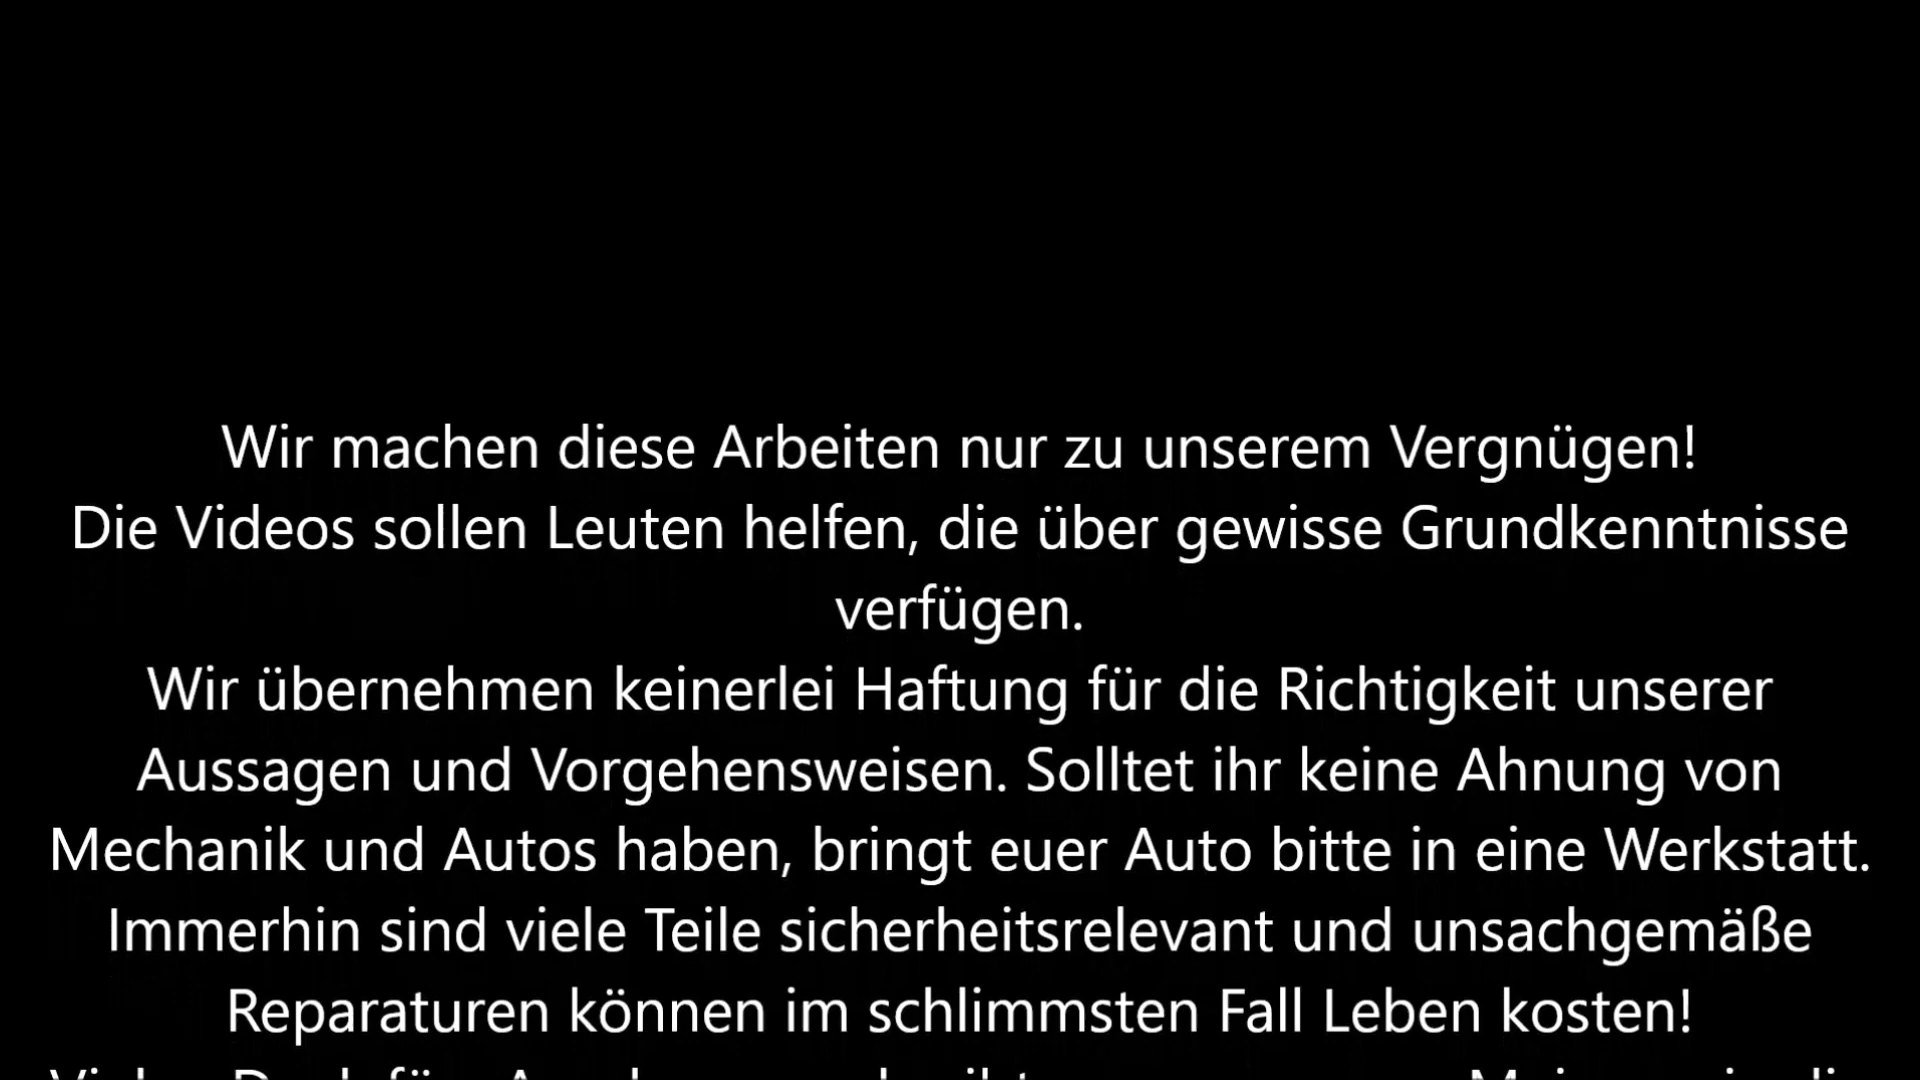 Wir machen diese Arbeiten nur zu unserem Vergnügen!
Die Videos sollen Leuten helfen, die über gewisse Grundkenntnisse
verfügen.
Wir übernehmen keinerlei Haftung für die Richtigkeit unserer
Aussagen und Vorgehensweisen. Solltet ihr keine Ahnung von
Mechanik und Autos haben, bringt euer Auto bitte in eine Werkstatt.
Immerhin sind viele Teile sicherheitsrelevant und unsachgemäße
Reparaturen können im schlimmsten Fall Leben kosten!